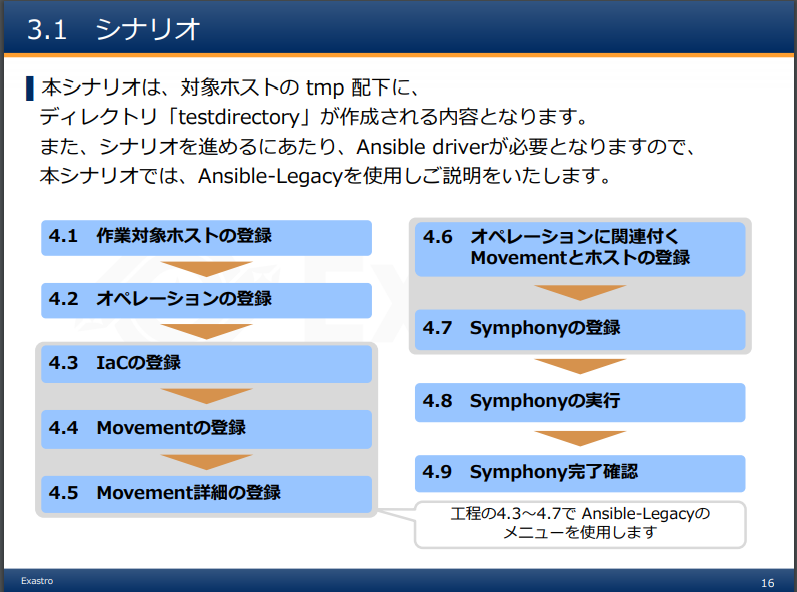 3.1 シナリオ
本シナリオは、対象ホストの tmp 配下に、
ディレクトリ「testdirectory」が作成される内容となります。
また、シナリオを進めるにあたり、Ansible driverが必要となりますので、
本シナリオでは、Ansible-Legacyを使用しご説明をいたします。
4.1 作業対象ホストの登録
4.2 オペレーションの登録
4.3 IaCの登録
4.4 Movementの登録
4.5 Movement詳細の登録
4.6 オペレーションに関連付く
Movementとホストの登録
4.7 Symphonyの登録
4.8 Symphonyの実行
4.9 Symphony完了確認
工程の4.3～4.7で Ansible-Legacyの
メニューを使用します
Exastro
16